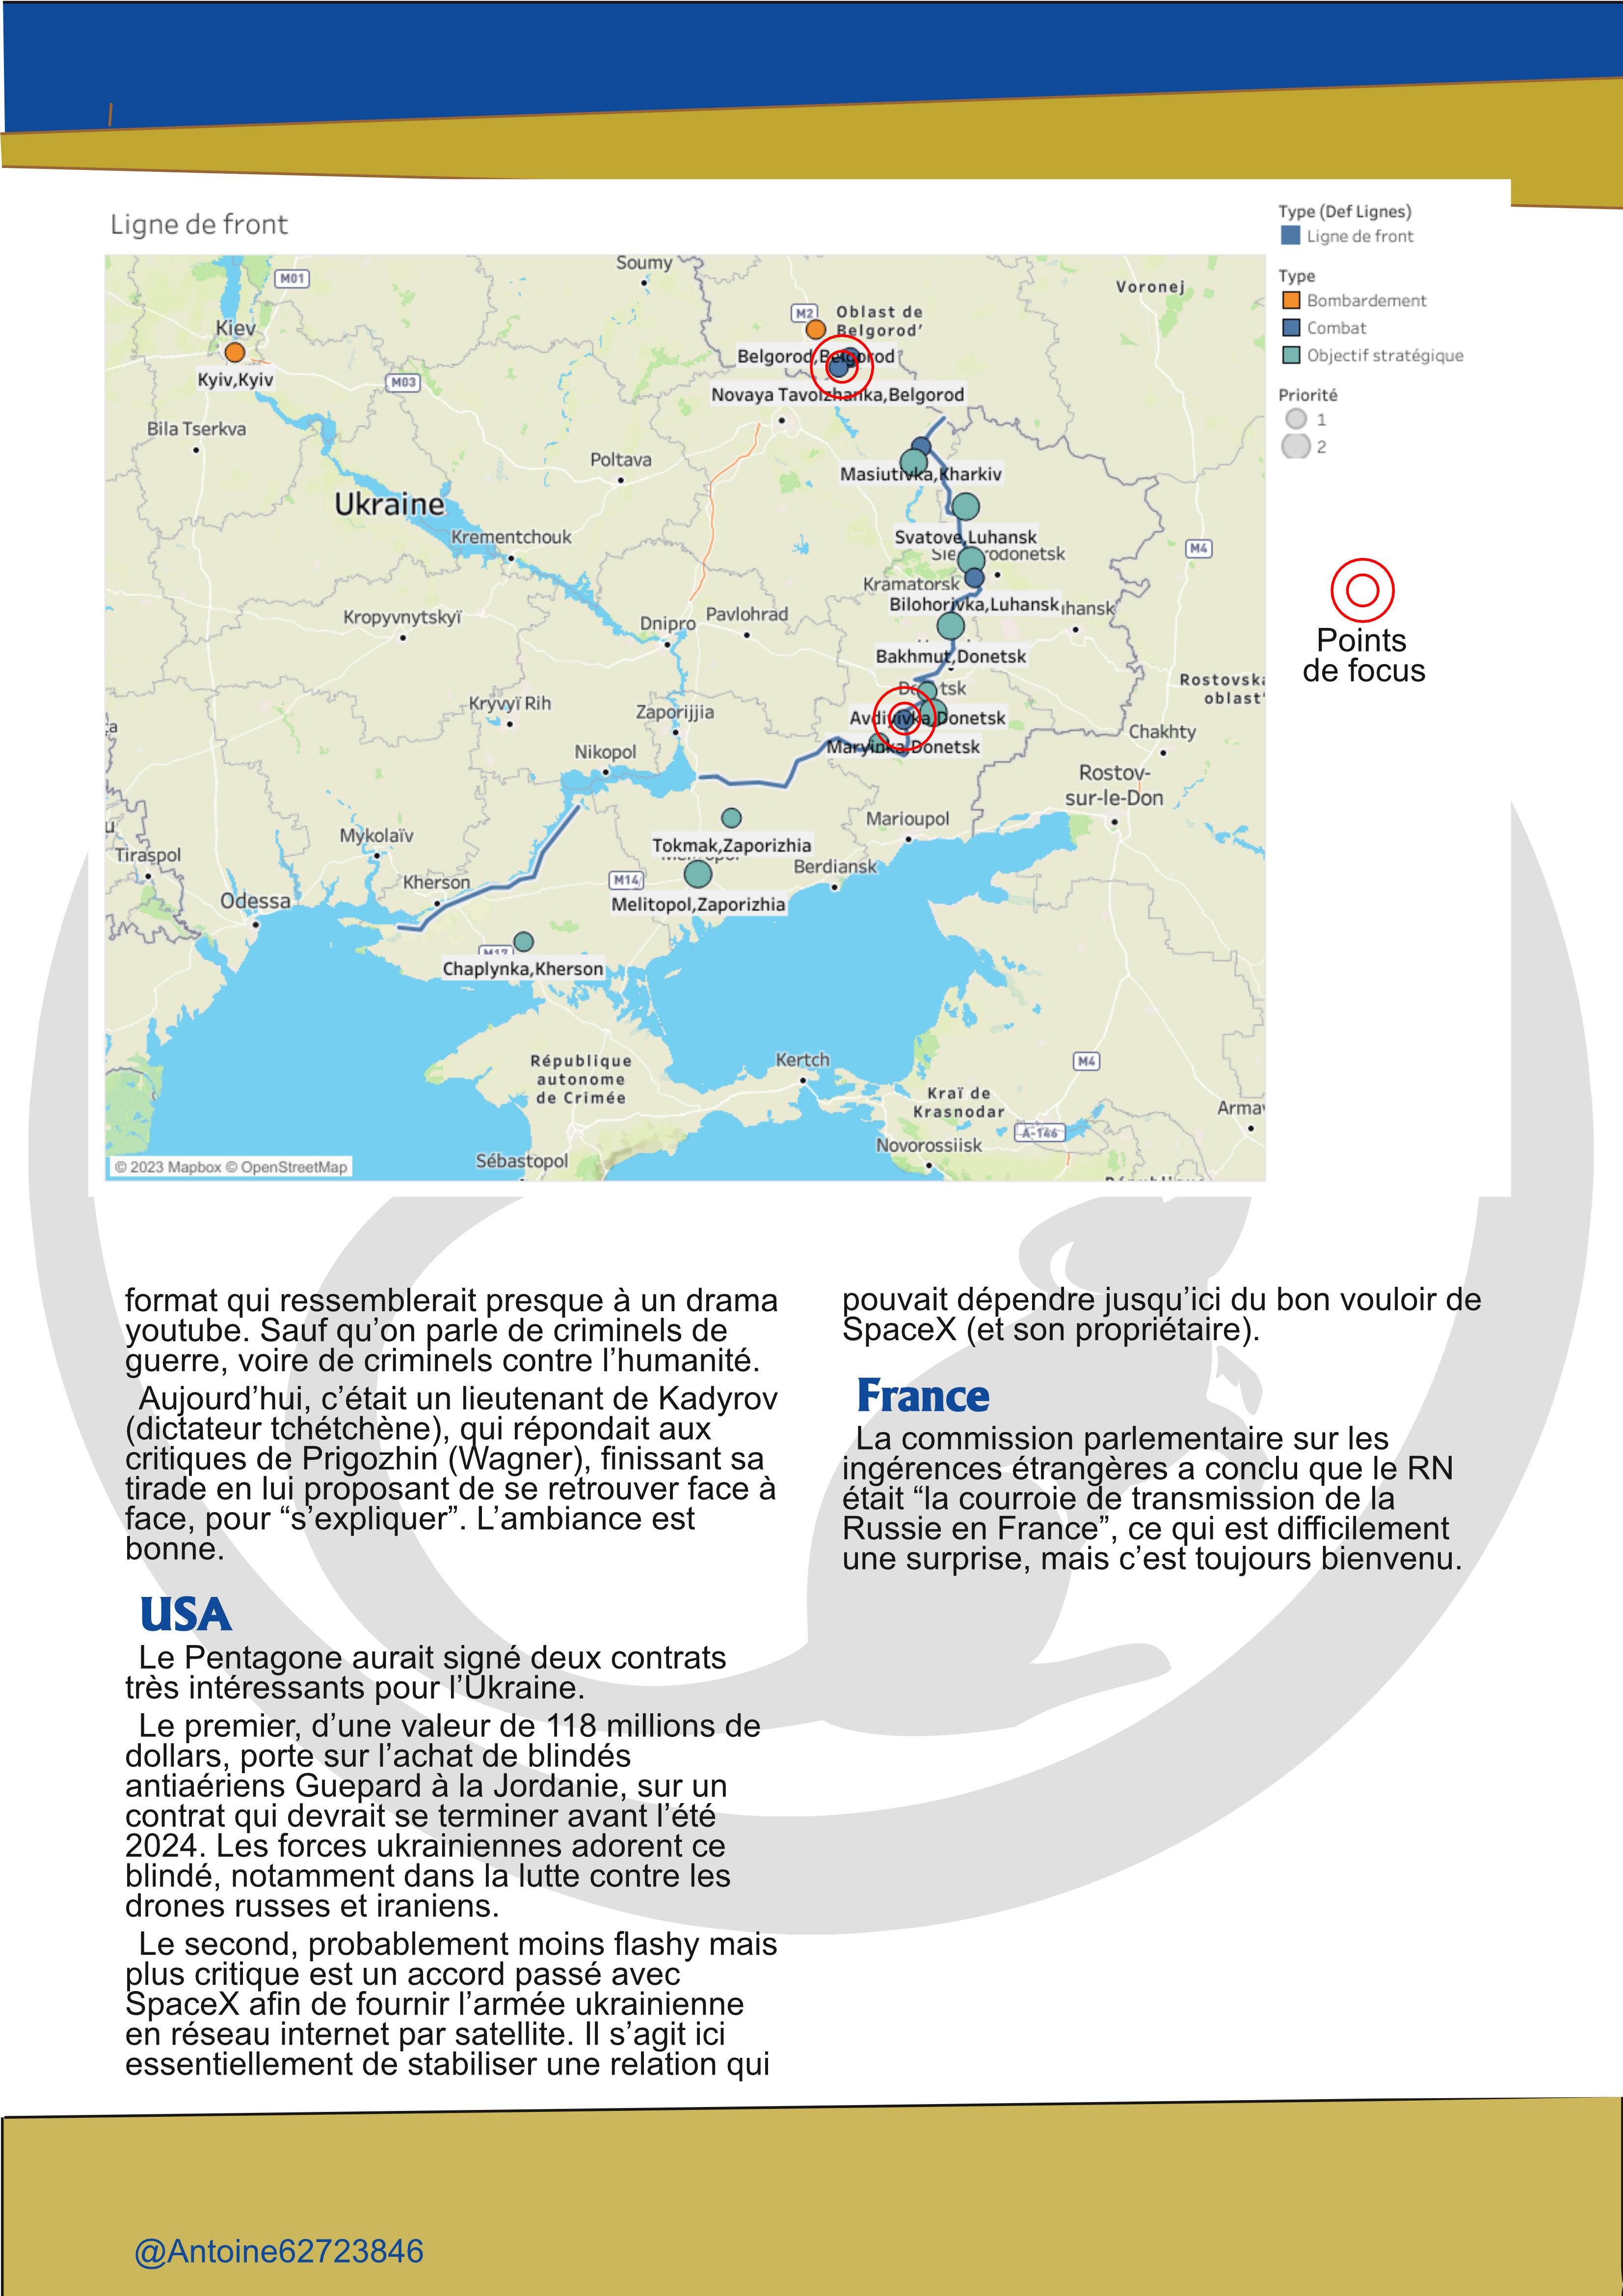 Ligne de front
Type (Def Lignes)
Ligne de front
Type
Bombardement
Combat
Objectif stratégique
Priorité
1
2
Points
de focus
M01
Soumy
Voronej
M2
Oblast de
Belgorod'
Kiev
Kyiv,Kyiv
Belgorod,Belgorod
M03
Novaya Tavolzhanka,Belgorod
Bila Tserkva
Poltava
Masiutivka,Kharkiv
Ukraine
Krementchouk
Svatove,Luhansk
M4
Kramatorsk
Bilohorivka,Luhansk
Kropyvnytskyï
Dnipro
Pavlohrad
Bakhmut,Donetsk
Rostovska
oblast'
Kryvyï Rih
Zaporijjia
Avdiivka,Donetsk
Chakhty
Nikopol
Maryinka,Donetsk
Rostov-
sur-le-Don
Mykolaïv
Marioupol
Tiraspol
Tokmak,Zaporizhia
Berdiansk
Kherson
M14
Odessa
Melitopol,Zaporizhia
M17
Chaplynka,Kherson
République
autonome
de Crimée
Kertch
M4
Kraï de
Krasnodar
A-146
Novorossiisk
Sébastopol
© 2023 Mapbox © OpenStreetMap
format qui ressemblerait presque à un drama
youtube. Sauf qu’on parle de criminels de
guerre, voire de criminels contre l’humanité.
Aujourd’hui, c’était un lieutenant de Kadyrov
(dictateur tchétchène), qui répondait aux
critiques de Prigozhin (Wagner), finissant sa
tirade en lui proposant de se retrouver face à
face, pour “s’expliquer”. L’ambiance est
bonne.
USA
Le Pentagone aurait signé deux contrats
très intéressants pour l’Ukraine.
Le premier, d’une valeur de 118 millions de
dollars, porte sur l’achat de blindés
antiaériens Guepard à la Jordanie, sur un
contrat qui devrait se terminer avant l’été
2024. Les forces ukrainiennes adorent ce
blindé, notamment dans la lutte contre les
drones russes et iraniens.
Le second, probablement moins flashy mais
plus critique est un accord passé avec
SpaceX afin de fournir l’armée ukrainienne
en réseau internet par satellite. Il s’agit ici
essentiellement de stabiliser une relation qui
pouvait dépendre jusqu’ici du bon vouloir de
SpaceX (et son propriétaire).
France
La commission parlementaire sur les
ingérences étrangères a conclu que le RN
était “la courroie de transmission de la
Russie en France”, ce qui est difficilement
une surprise, mais c’est toujours bienvenu.
@Antoine62723846